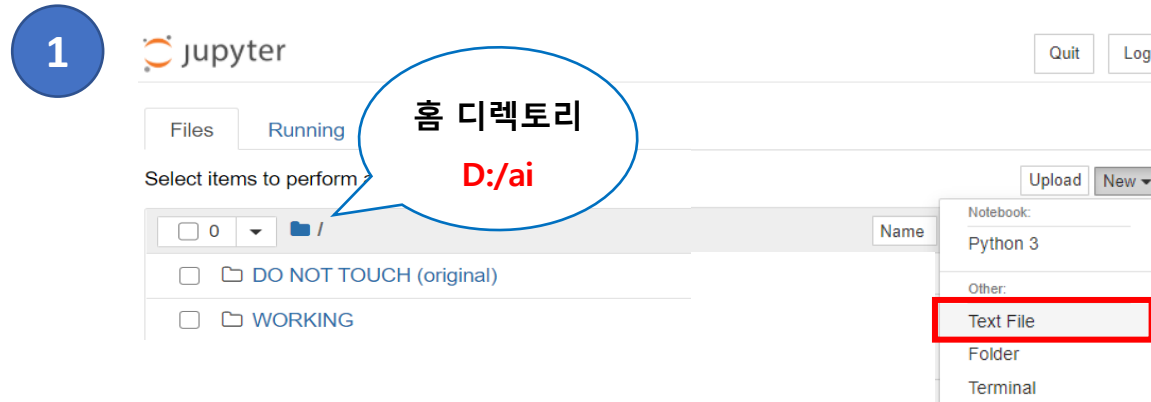 1
jupyter
Quit
Log
홈 디렉토리
D:/ai
Files
Running
Select items to perform
Upload
New
0
/
Name
Notebook:
Python 3
DO NOT TOUCH (original)
Other:
WORKING
Text File
Folder
Terminal